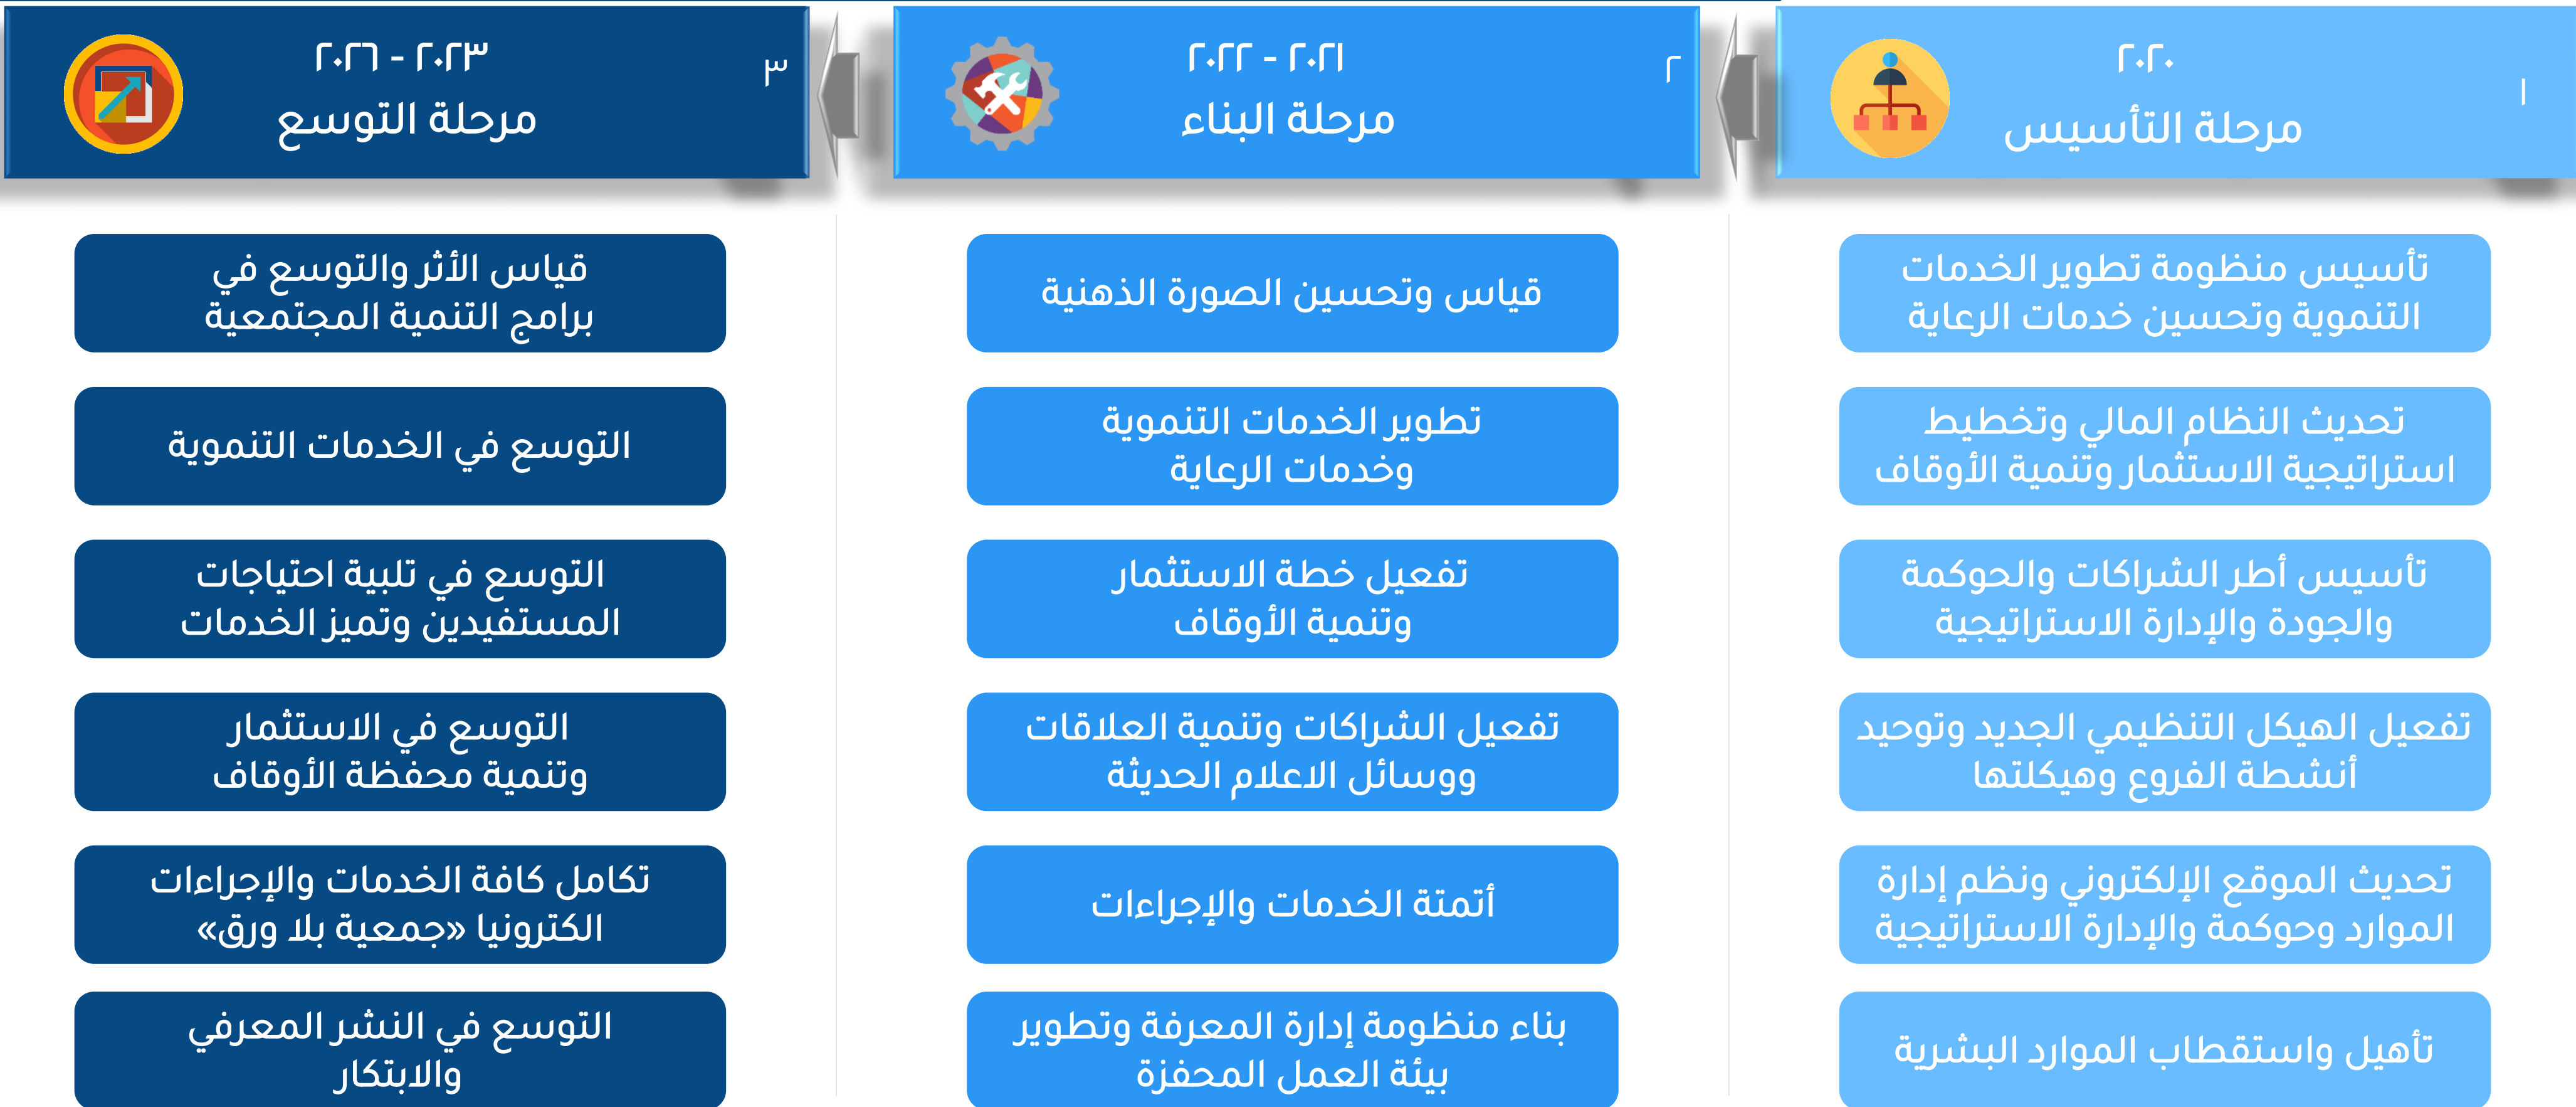 ١
٢٠٢٠
مرحلة التأسيس
تأسيس منظومة تطوير الخدمات
التنموية وتحسين خدمات الرعاية
تحديث النظام المالي وتخطيط
استراتيجية الاستثمار وتنمية الأوقاف
تأسيس أطر الشراكات والحوكمة
والجودة والإدارة الاستراتيجية
تفعيل الهيكل التنظيمي الجديد وتوحيد
أنشطة الفروع وهيكلتها
تحديث الموقع الإلكتروني ونظم إدارة
الموارد وحوكمة والإدارة الاستراتيجية
تأهيل واستقطاب الموارد البشرية
٢
٢٠٢١ - ٢٠٢٢
مرحلة البناء
قياس وتحسين الصورة الذهنية
تطوير الخدمات التنموية
وخدمات الرعاية
تفعيل خطة الاستثمار
وتنمية الأوقاف
تفعيل الشراكات وتنمية العلاقات
ووسائل الاعلام الحديثة
أتمتة الخدمات والإجراءات
بناء منظومة إدارة المعرفة وتطوير
بيئة العمل المحفزة
٣
٢٠٢٣ - ٢٠٢٦
مرحلة التوسع
قياس الأثر والتوسع في
برامج التنمية المجتمعية
التوسع في الخدمات التنموية
التوسع في تلبية احتياجات
المستفيدين وتميز الخدمات
التوسع في الاستثمار
وتنمية محفظة الأوقاف
تكامل كافة الخدمات والإجراءات
الكترونيا «جمعية بلا ورق»
التوسع في النشر المعرفي
والابتكار